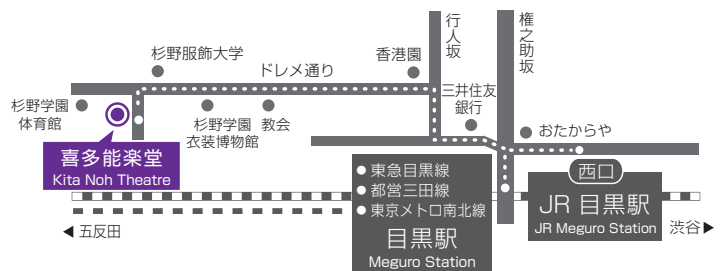 行人坂
権之助坂
杉野服飾大学
香港園
ドレメ通り
杉野学園
体育館
杉野学園
衣装博物館
教会
三井住友
銀行
おたからや
喜多能楽堂
Kita Noh Theatre
東急目黒線
都営三田線
東京メトロ南北線
目黒駅
Meguro Station
西口
JR 目黒駅
JR Meguro Station
◀ 五反田
渋谷 ▶